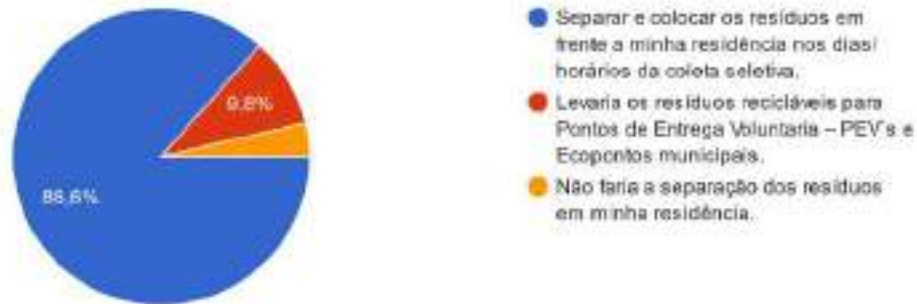 Separar e colocar os resíduos em
frente a minha residência nos dias/
horários da coleta seletiva.
Levaria os resíduos recicláveis para
Pontos de Entrega Voluntaria – PEV's e
Ecopontos municipais.
Não faria a separação dos resíduos
em minha residência.
9,8%
86,6%